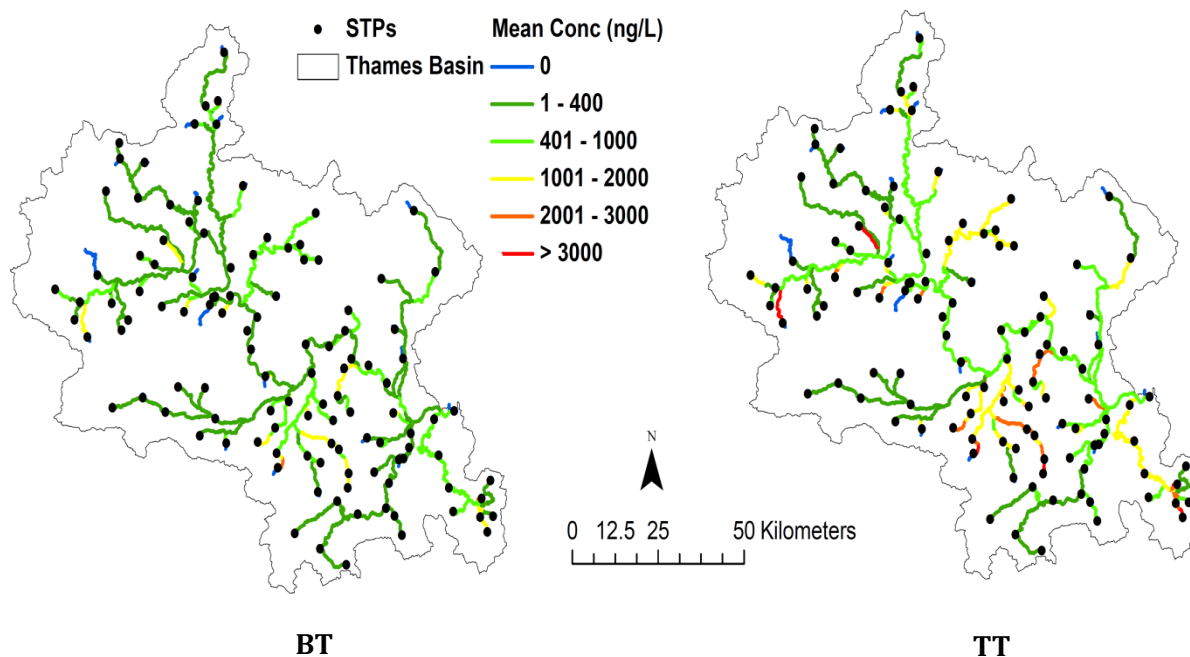 STPs
Thames Basin
Mean Conc (ng/L)
0
1 - 400
401 - 1000
1001 - 2000
2001 - 3000
> 3000
N
0 12.5 25 50 Kilometers
BT
TT